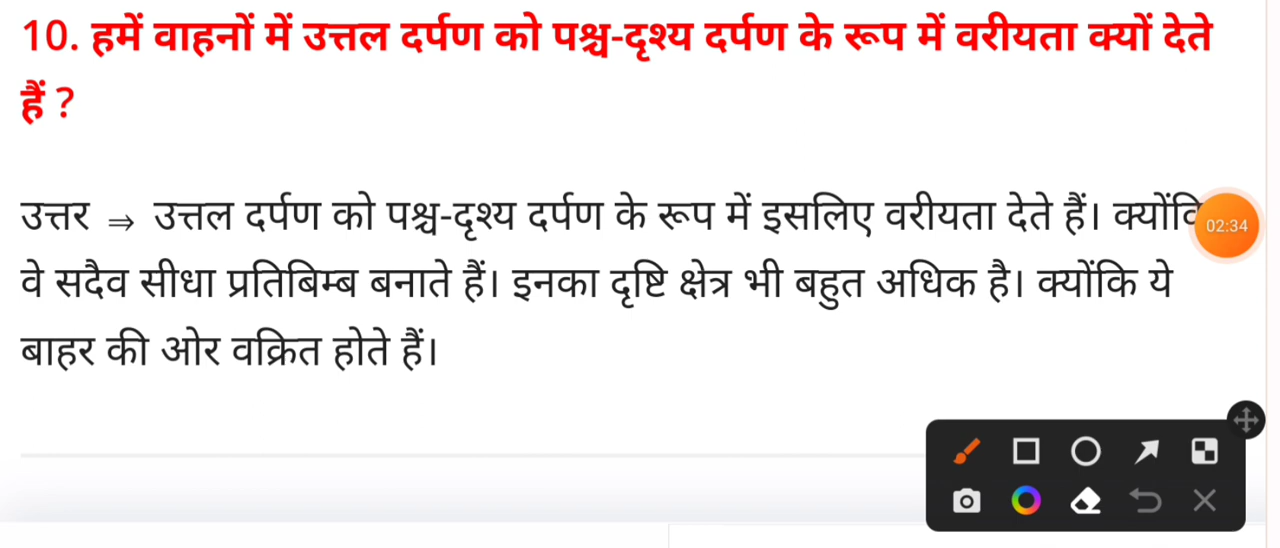 10. हमें वाहनों में उत्तल दर्पण को पश्च-दृश्य दर्पण के रूप में वरीयता क्यों देते
हैं ?
उत्तर ⇒ उत्तल दर्पण को पश्च-दृश्य दर्पण के रूप में इसलिए वरीयता देते हैं। 
02:34
वे सदैव सीधा प्रतिबिम्ब बनाते हैं। इनका दृष्टि क्षेत्र भी बहुत अधिक है। क्योंकि ये
बाहर की ओर वक्रित होते हैं।